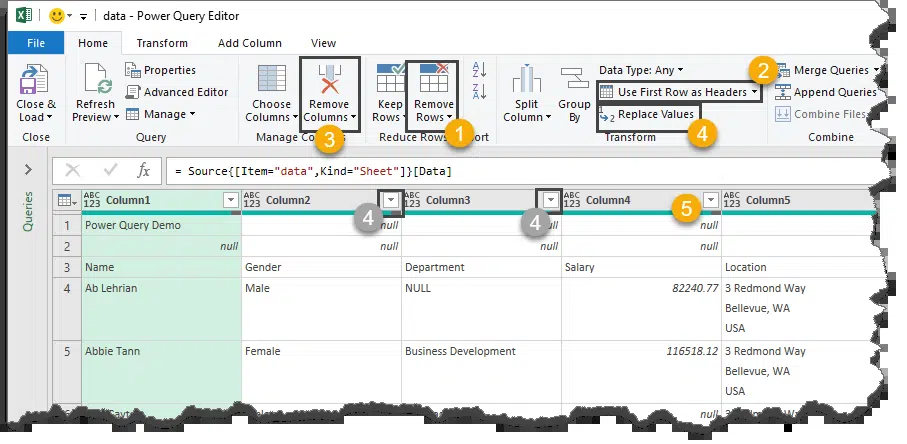 data - Power Query Editor
File Home Transform Add Column View
Close & Load
Refresh Preview
Properties
Advanced Editor
Manage
Choose Columns
Remove Columns
Keep Rows
Remove Rows
A Z
Z A
Split Column
Group By
Data Type: Any
Use First Row as Headers
Replace Values
1 2
Merge Queries
Append Queries
Combine Files
2
4
3
1
Close Query Manage C Reduce Rows ort Transform Combine
Queries
fx = Source{[Item="data",Kind="Sheet"]}[Data]
ABC 123 Column1 ABC 123 Column2 ABC 123 Column3 ABC 123 Column4 ABC 123 Column5
4 4 5
1 Power Query Demo null null null
2 null null null null
3 Name Gender Department Salary Location
4 Ab Lehrian Male NULL 82240.77 3 Redmond Way
Bellevue, WA
USA
5 Abbie Tann Female Business Development 116518.12 3 Redmond Way
Bellevue, WA
USA
null